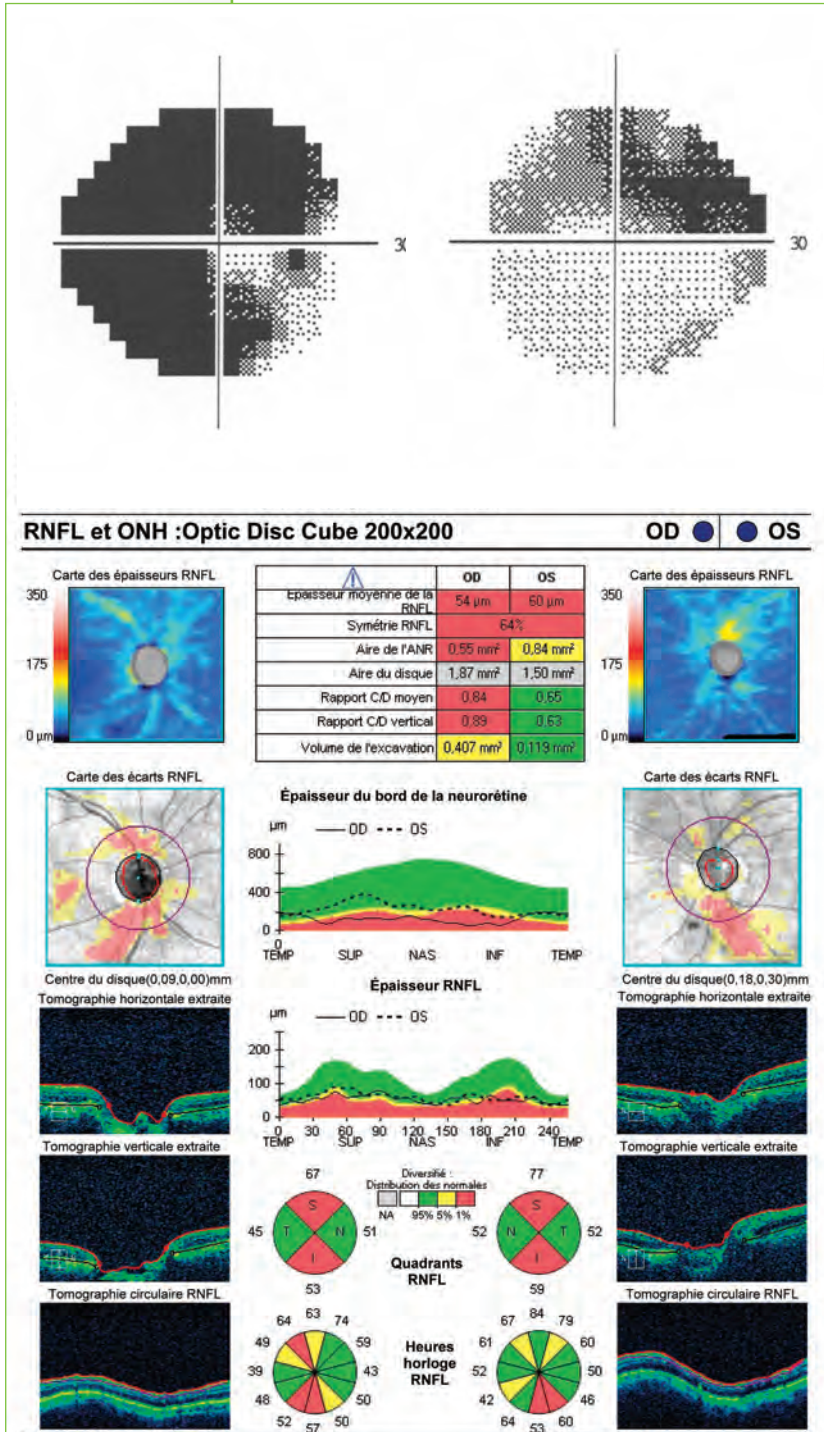 30
30
RNFL et ONH :Optic Disc Cube 200x200 OD OS
Carte des épaisseurs RNFL
350
175
0 µm
OD OS
Epaisseur moyenne de la RNFL 54 µm 60 µm
Symétrie RNFL 64%
Aire de l'ANR 0,55 mm² 0,84 mm²
Aire du disque 1,87 mm² 1,50 mm²
Rapport C/D moyen 0,84 0,65
Rapport C/D vertical 0,89 0,63
Volume de l'excavation 0,407 mm³ 0,119 mm³
Carte des épaisseurs RNFL
350
175
0 µm
Carte des écarts RNFL
Centre du disque(0,09,0,00)mm
Épaisseur du bord de la neurorétine
µm OD OS
800
400
0
0
TEMP SUP NAS INF TEMP
Carte des écarts RNFL
Centre du disque(0,18,0,30)mm
Tomographie horizontale extraite
Épaisseur RNFL
µm OD OS
200
100
0
0 30 60 90 120 150 180 210 240
TEMP SUP NAS INF TEMP
Tomographie horizontale extraite
Tomographie verticale extraite
67
45 S T N I 51
53
Diversifié :
Distribution des normales
NA 95% 5% 1%
Quadrants
RNFL
77
52 S N T I 52
59
Tomographie verticale extraite
Tomographie circulaire RNFL
63
64 74
49 59
39 43
48 50
52 50
57
Heures
horloge
RNFL
84
67 79
61 60
52 50
42 46
64 60
53
Tomographie circulaire RNFL